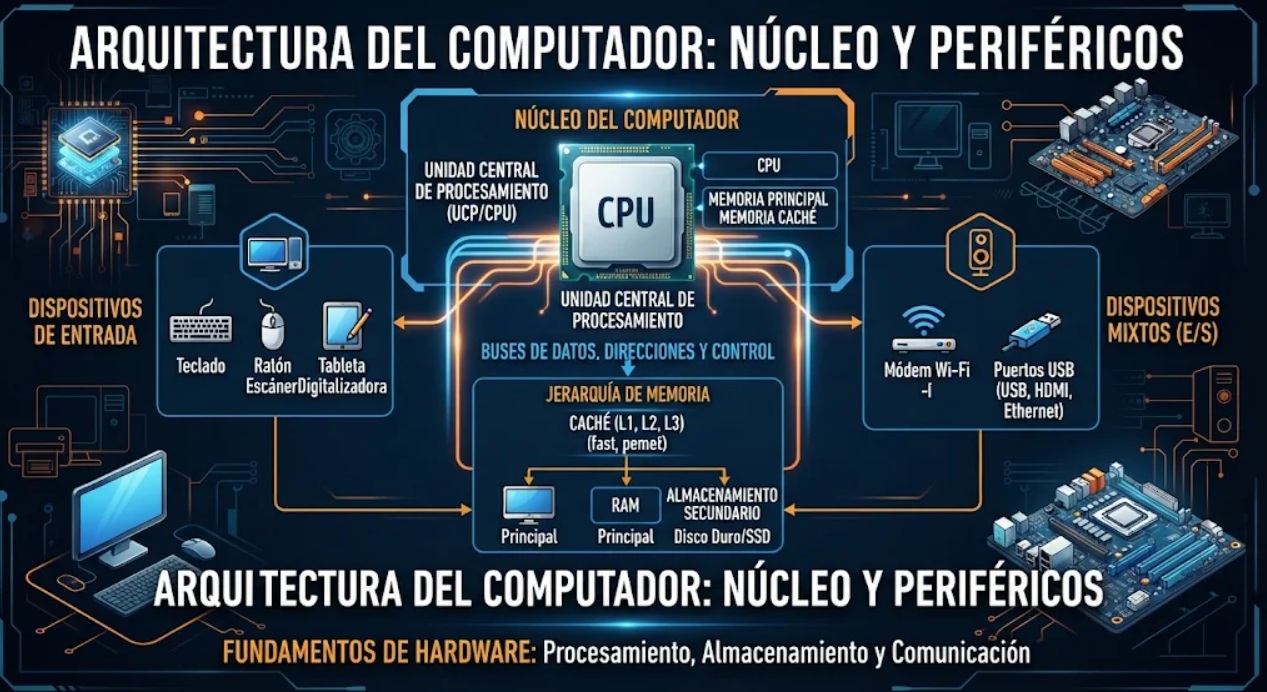 ARQUITECTURA DEL COMPUTADOR: NÚCLEO Y PERIFÉRICOS
NÚCLEO DEL COMPUTADOR
UNIDAD CENTRAL
DE PROCESAMIENTO
(UCP/CPU)
CPU
CPU
MEMORIA PRINCIPAL
MEMORIA CACHÉ
UNIDAD CENTRAL DE
PROCESAMIENTO
BUSES DE DATOS, DIRECCIONES Y CONTROL
DISPOSITIVOS
DE ENTRADA
Teclado
Ratón
Escáner
Tableta
Digitalizadora
DISPOSITIVOS
MIXTOS (E/S)
Módem Wi-Fi
-í
Puertos USB
(USB, HDMI,
Ethernet)
JERARQUÍA DE MEMORIA
CACHÉ (L1, L2, L3)
(fast, pemet)
Principal
RAM
Principal
ALMACENAMIENTO
SECUNDARIO
Disco Duro/SSD
ARQUITECTURA DEL COMPUTADOR: NÚCLEO Y PERIFÉRICOS
FUNDAMENTOS DE HARDWARE: Procesamiento, Almacenamiento y Comunicación